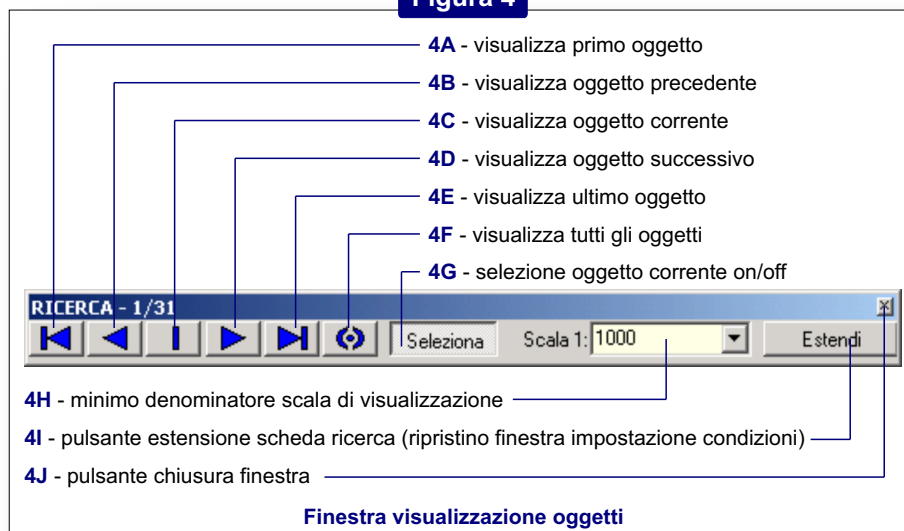 Figura 4
4A - visualizza primo oggetto
4B - visualizza oggetto precedente
4C - visualizza oggetto corrente
4D - visualizza oggetto successivo
4E - visualizza ultimo oggetto
4F - visualizza tutti gli oggetti
4G - selezione oggetto corrente on/off
RICERCA - 1/31
Seleziona Scala 1: 1000 Estendi
4H - minimo denominatore scala di visualizzazione
4I - pulsante estensione scheda ricerca (ripristino finestra impostazione condizioni)
4J - pulsante chiusura finestra
Finestra visualizzazione oggetti